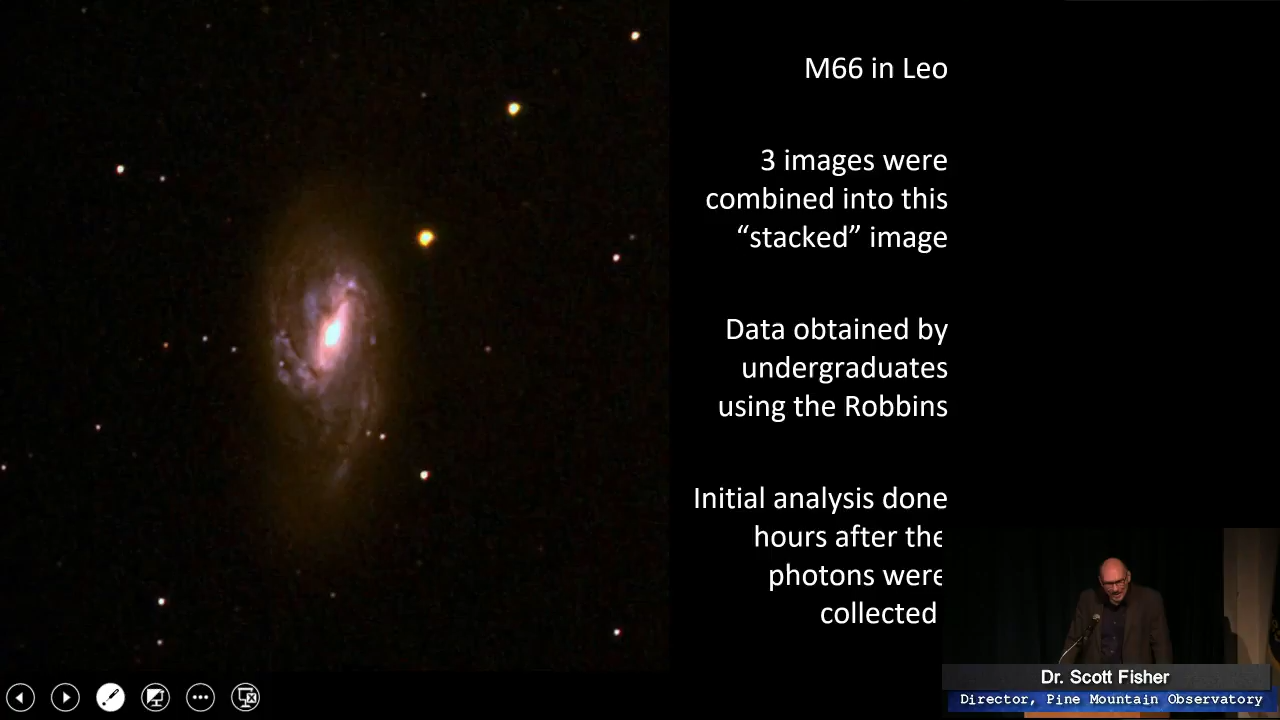 M66 in Leo
3 images were
combined into this
“stacked” image
Data obtained by
undergraduates
using the Robbins
Initial analysis done
hours after the
photons were
collected
Dr. Scott Fisher
Director, Pine Mountain Observatory